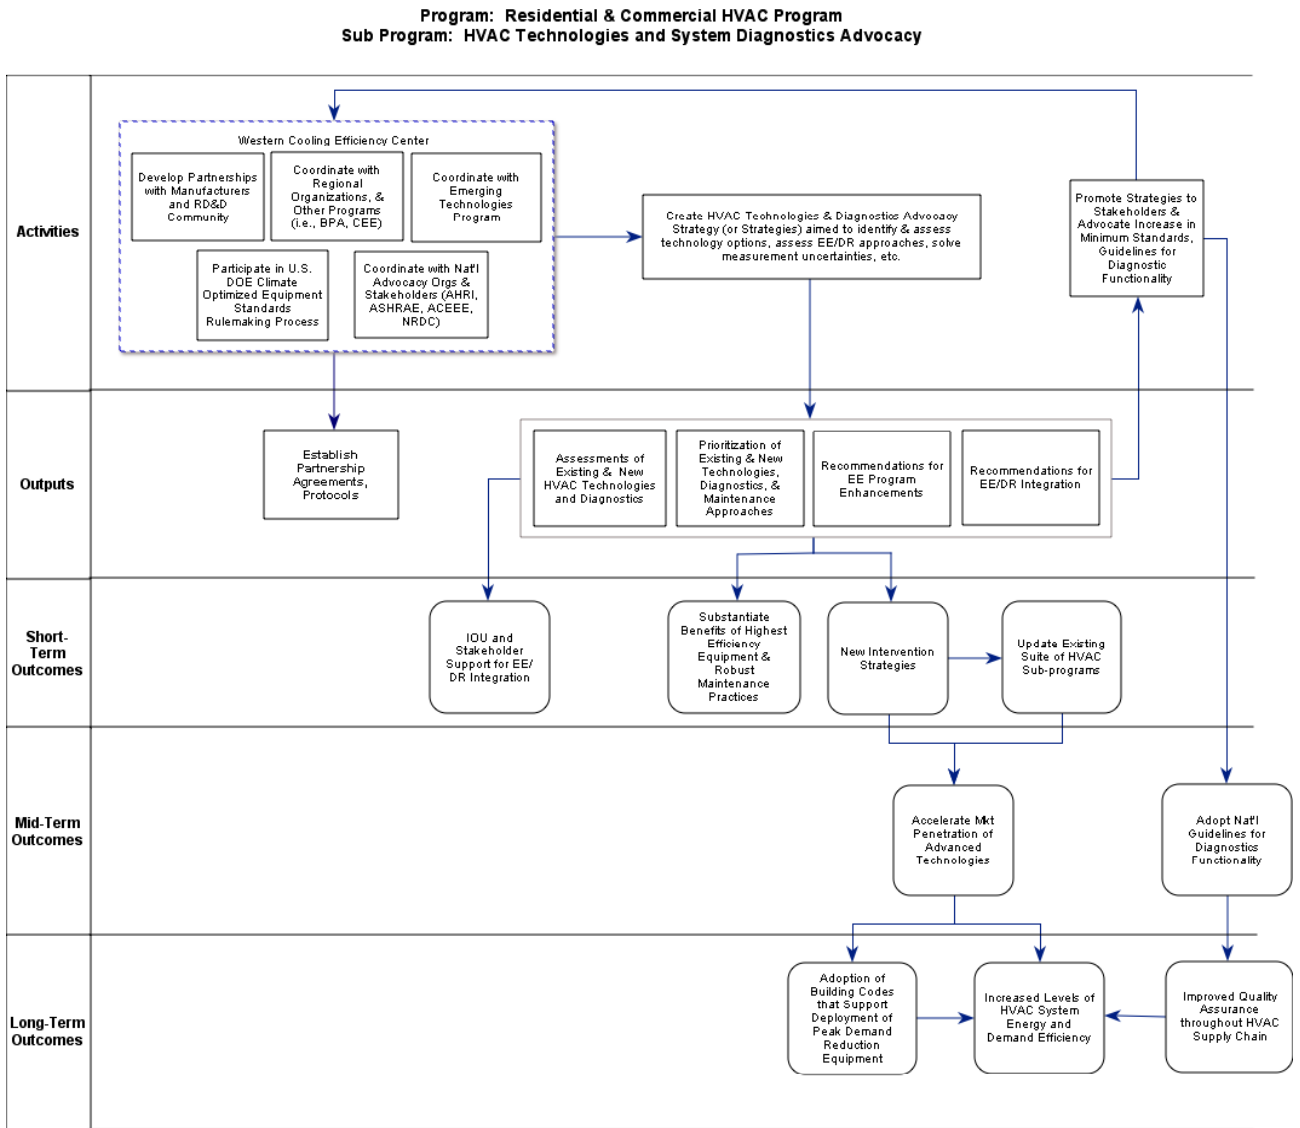 Program: Residential & Commercial HVAC Program
Sub Program: HVAC Technologies and System Diagnostics Advocacy
Activities
Western Cooling Efficiency Center
Develop Partnerships
with Manufacturers
and RD&D
Community
Coordinate with
Regional
Organizations, &
Other Programs
(i.e., BPA, CEE)
Coordinate with
Emerging
Technologies
Program
Participate in U.S.
DOE Climate
Optimized Equipment
Standards
Rulemaking Process
Coordinate with Nat'l
Advocacy Orgs &
Stakeholders (AHRI,
ASHRAE, ACEEE,
NRDC)
Create HVAC Technologies & Diagnostics Advocacy
Strategy (or Strategies) aimed to identify & assess
technology options, assess EE/DR approaches, solve
measurement uncertainties, etc.
Promote Strategies to
Stakeholders &
Advocate Increase in
Minimum Standards,
Guidelines for
Diagnostic
Functionality
Outputs
Establish
Partnership
Agreements,
Protocols
Assessments of
Existing & New
HVAC Technologies
and Diagnostics
Prioritization of
Existing & New
Technologies,
Diagnostics, &
Maintenance
Approaches
Recommendations for
EE Program
Enhancements
Recommendations for
EE/DR Integration
Short-
Term
Outcomes
IOU and
Stakeholder
Support for EE/
DR Integration
Substantiate
Benefits of Highest
Efficiency
Equipment &
Robust
Maintenance
Practices
New Intervention
Strategies
Update Existing
Suite of HVAC
Sub-programs
Mid-Term
Outcomes
Accelerate Mkt
Penetration of
Advanced
Technologies
Adopt Nat'l
Guidelines for
Diagnostics
Functionality
Long-Term
Outcomes
Adoption of
Building Codes
that Support
Deployment of
Peak Demand
Reduction
Equipment
Increased Levels of
HVAC System
Energy and
Demand Efficiency
Improved Quality
Assurance
throughout HVAC
Supply Chain